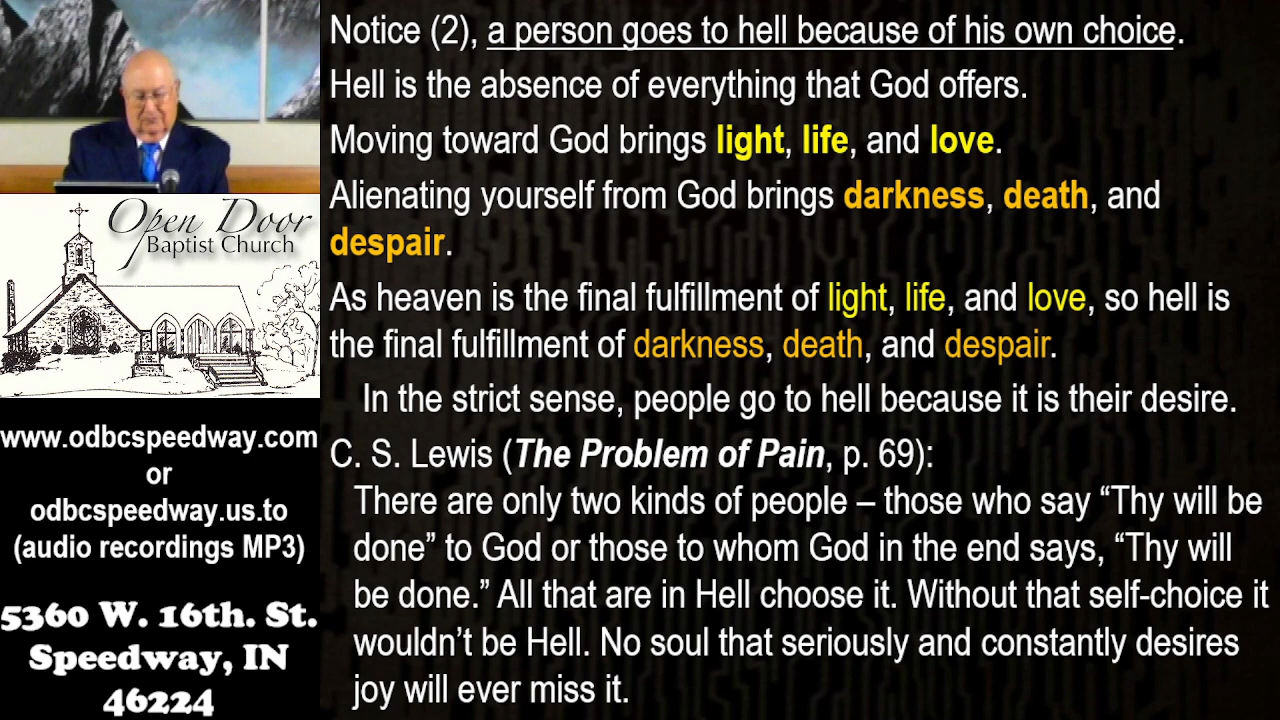 Notice (2), a person goes to hell because of his own choice.
Hell is the absence of everything that God offers.
Moving toward God brings light, life, and love.
Alienating yourself from God brings darkness, death, and
despair.
As heaven is the final fulfillment of light, life, and love, so hell is
the final fulfillment of darkness, death, and despair.
In the strict sense, people go to hell because it is their desire.
C. S. Lewis (The Problem of Pain, p. 69):
There are only two kinds of people – those who say “Thy will be
done” to God or those to whom God in the end says, “Thy will
be done.” All that are in Hell choose it. Without that self-choice it
wouldn’t be Hell. No soul that seriously and constantly desires
joy will ever miss it.
Open Door
Baptist Church
www.odbcspeedway.com
or
odbcspeedway.us.to
(audio recordings MP3)
5360 W. 16th. St.
Speedway, IN
46224